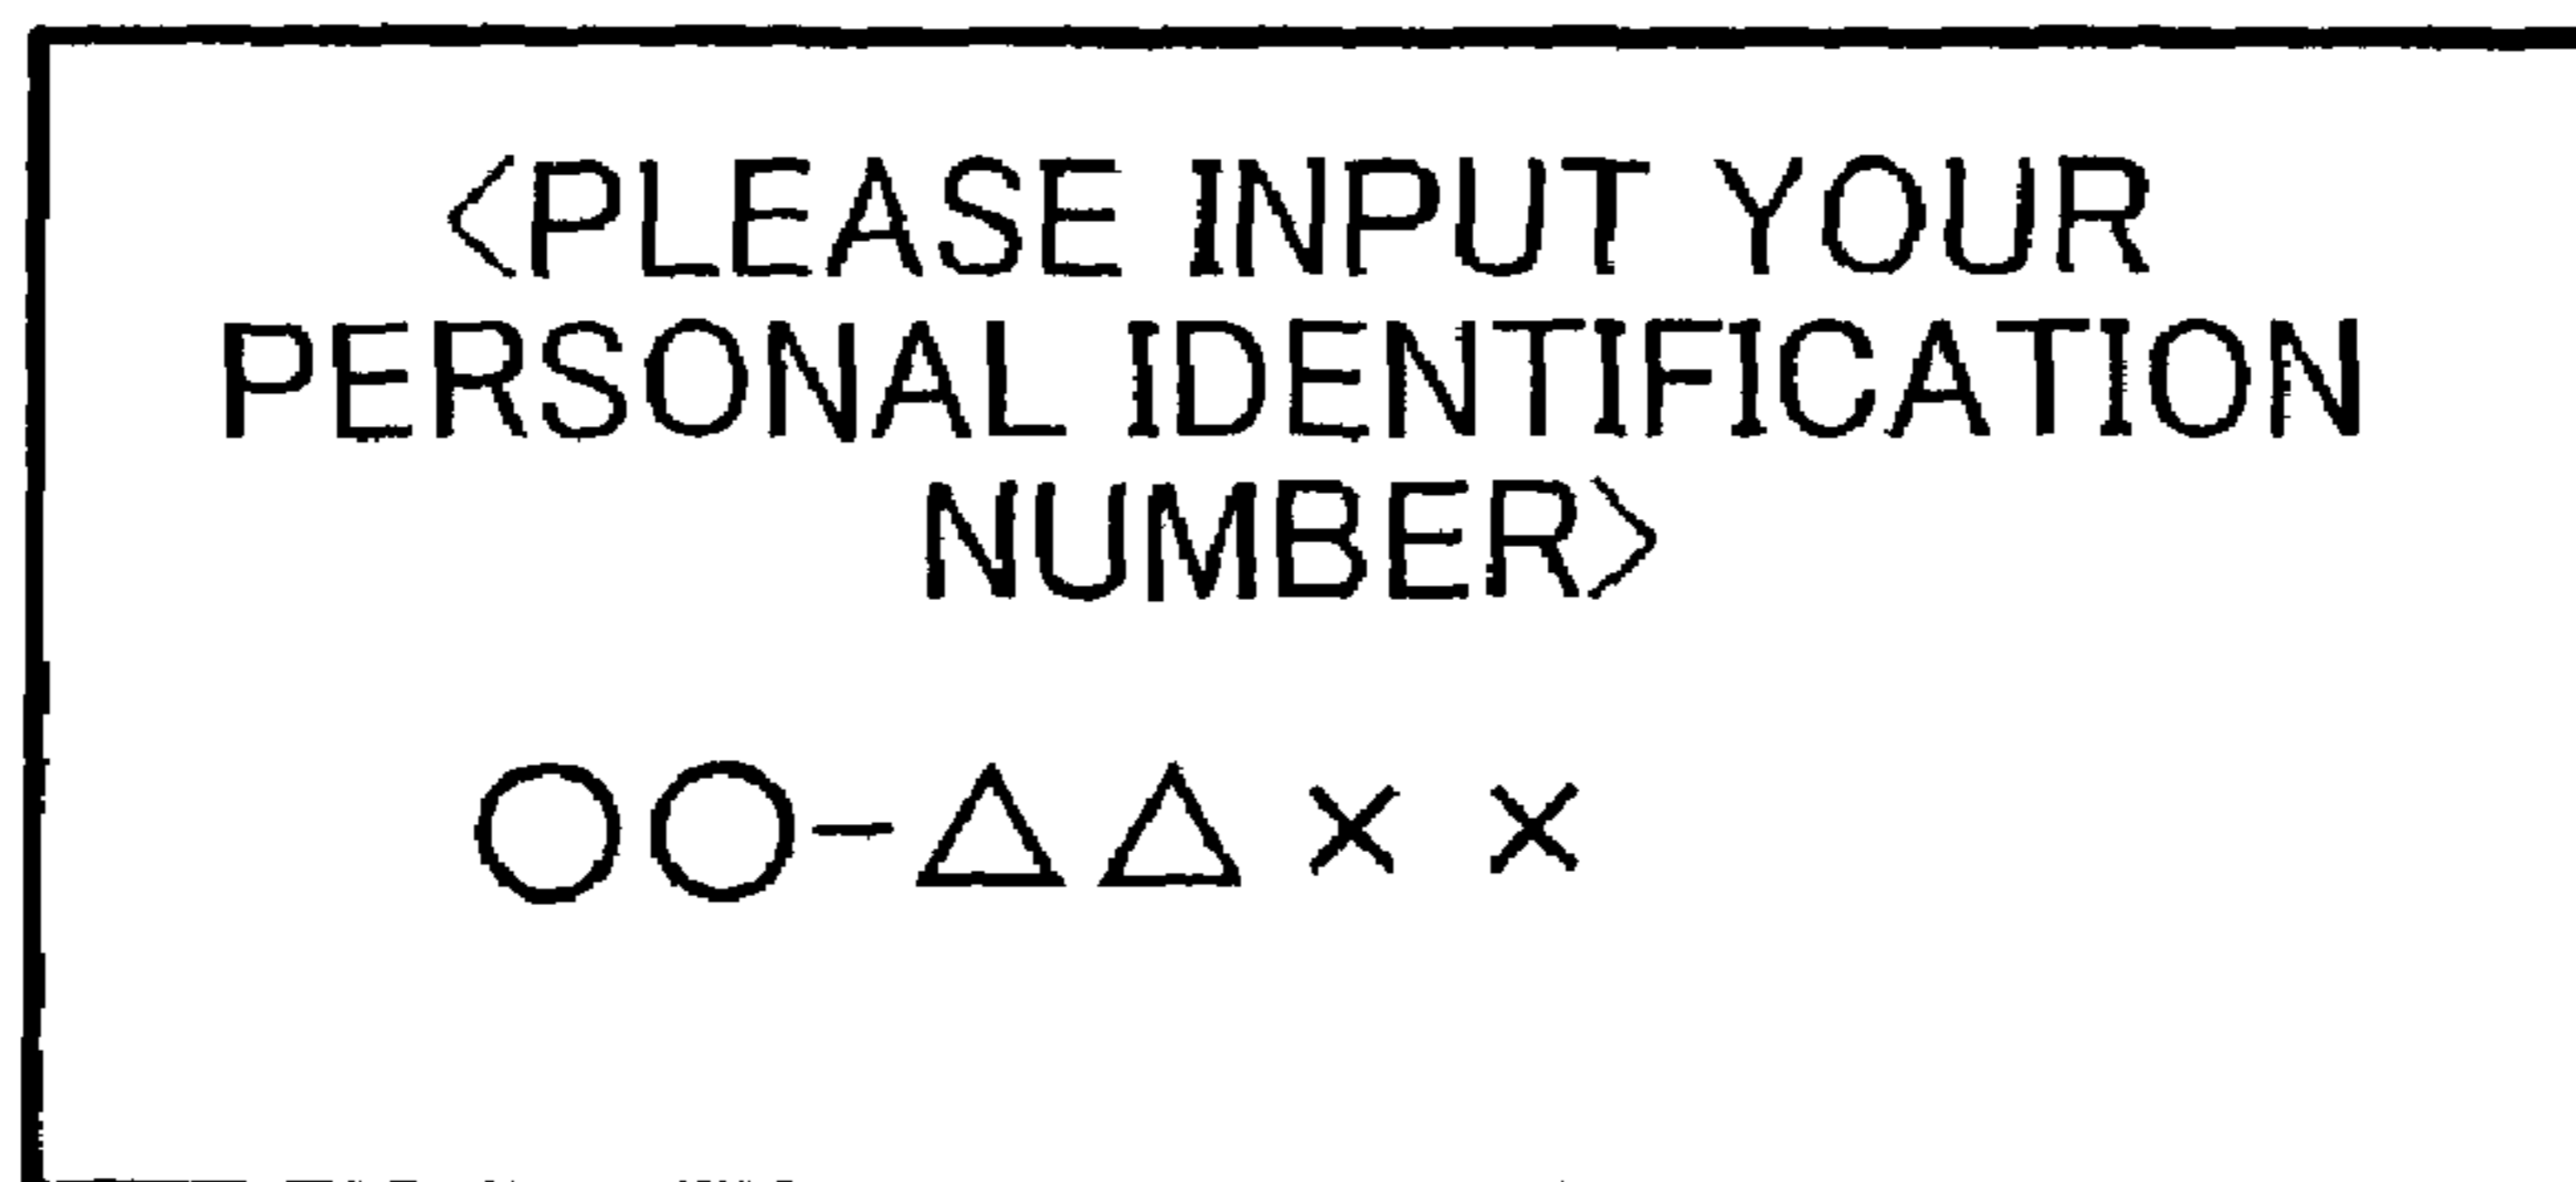 <PLEASE INPUT YOUR
PERSONAL IDENTIFICATION
NUMBER>
○○-△△××